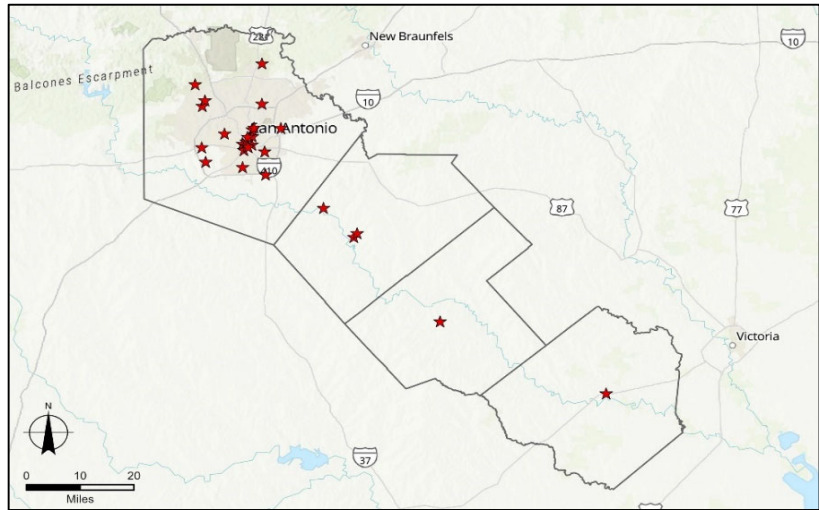 New Braunfels
10
Balcones Escarpment
10
San Antonio
410
87
77
Victoria
N
37
0 10 20
Miles